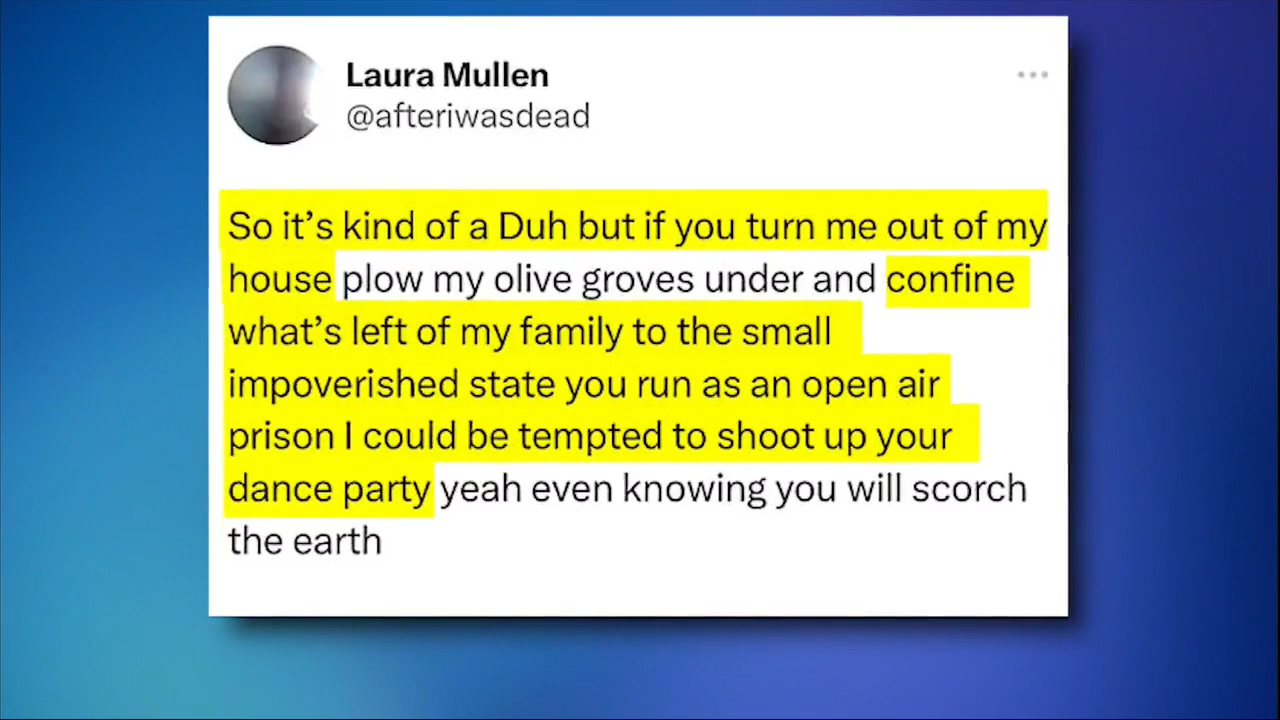 Laura Mullen
@afteriwasdead
So it’s kind of a Duh but if you turn me out of my
house plow my olive groves under and confine
what’s left of my family to the small
impoverished state you run as an open air
prison I could be tempted to shoot up your
dance party yeah even knowing you will scorch
the earth